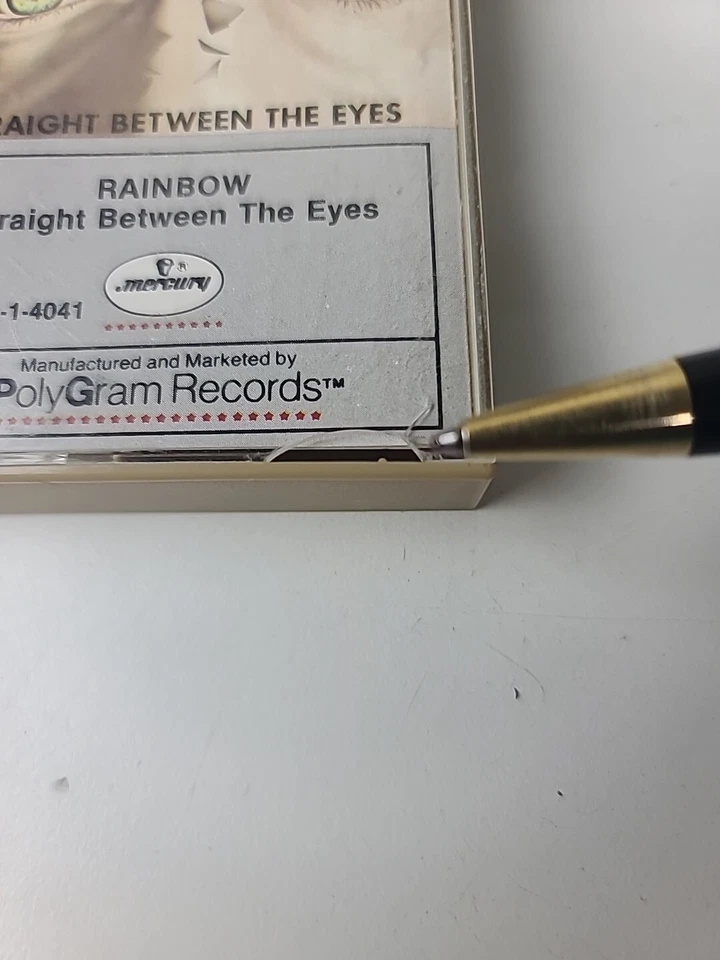 RAIGHT BETWEEN THE EYES
RAINBOW
raight Between The Eyes
mercury®
-1-4041
Manufactured and Marketed by
PolyGram Records™